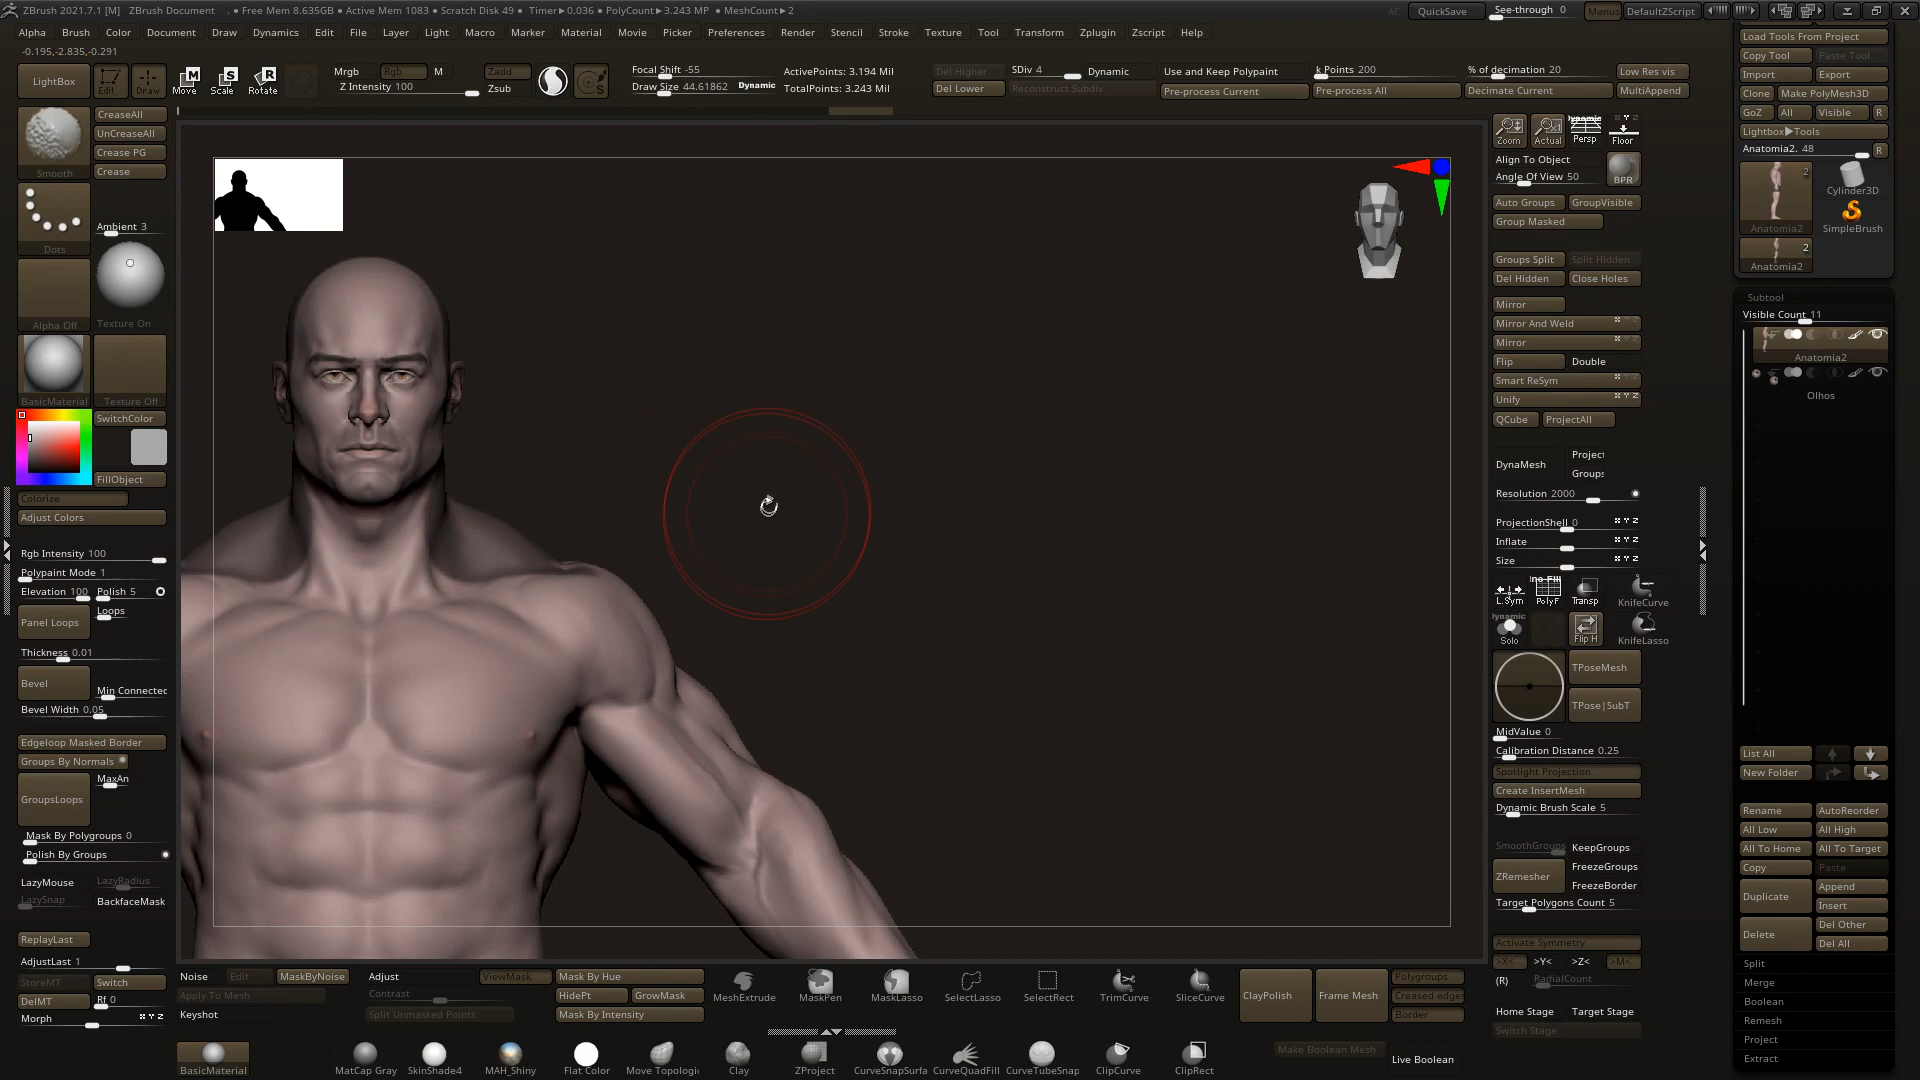 ZBrush 2021.7.1 [M] ZBrush Document . • Free Mem 8.635GB • Active Mem 1083 • Scratch Disk 49 • Timer▶0.036 • PolyCount▶3.243 MP • MeshCount▶2 AC QuickSave See-through 0 Menus DefaultZScript
Alpha Brush Color Document Draw Dynamics Edit File Layer Light Macro Marker Material Movie Picker Preferences Render Stencil Stroke Texture Tool Transform Zplugin Zscript Help
-0.195,-2.835,-0.291
LightBox Edit Draw Move Scale Rotate
Mrgb Rgb M
Z Intensity 100
Zadd
Zsub
Focal Shift -55
Draw Size 44.61862 Dynamic
ActivePoints: 3.194 Mil
TotalPoints: 3.243 Mil
Del Higher
Del Lower
SDiv 4 Dynamic
Reconstruct Subdiv
Use and Keep Polypaint
Pre-process Current
k Points 200
Pre-process All
% of decimation 20
Decimate Current
Low Res vis
MultiAppend
Smooth
CreaseAll
UnCreaseAll
Crease PG
Crease
Dots
Ambient 3
Alpha Off
Texture On
BasicMaterial
Texture Off
SwitchColor
FillObject
Colorize
Adjust Colors
Rgb Intensity 100
Polypaint Mode 1
Elevation 100 Polish 5
Panel Loops
Loops
Thickness 0.01
Bevel
Min Connected
Bevel Width 0.05
Edgeloop Masked Border
Groups By Normals
MaxAn
GroupsLoops
Mask By Polygroups 0
Polish By Groups
LazyMouse LazyRadius
LazySnap BackfaceMask
ReplayLast
AdjustLast 1
StoreMT Switch
DelMT Rf 0
Morph
Noise Edit MaskByNoise
Apply To Mesh
Keyshot
Adjust ViewMask
Contrast
Split Unmasked Points
Mask By Hue
HidePt GrowMask
Mask By Intensity
MeshExtrude MaskPen MaskLasso SelectLasso SelectRect TrimCurve SliceCurve
ClayPolish Frame Mesh
Polygroups
Creased edges
Border
BasicMaterial MatCap Gray SkinShade4 MAH_Shiny Flat Color Move Topologic Clay ZProject CurveSnapSurfa CurveQuadFill CurveTubeSnap ClipCurve ClipRect
Make Boolean Mesh
Live Boolean
Zoom Actual Persp Floor
Align To Object
Angle Of View 50
BPR
Auto Groups GroupVisible
Group Masked
Groups Split Split Hidden
Del Hidden Close Holes
Mirror
Mirror And Weld
Mirror
Flip Double
Smart ReSym
Unify
QCube ProjectAll
DynaMesh
Project
Groups
Resolution 2000
ProjectionShell 0
Inflate
Size
L.Sym PolyF Transp KnifeCurve
Dynamic
Solo Flip H KnifeLasso
TPoseMesh
TPose|SubT
MidValue 0
Calibration Distance 0.25
Spotlight Projection
Create InsertMesh
Dynamic Brush Scale 5
SmoothGroups KeepGroups
ZRemesher
FreezeGroups
FreezeBorder
Target Polygons Count 5
Activate Symmetry
>X< >Y< >Z< >M<
(R) RadialCount
Home Stage Target Stage
Switch Stage
Load Tools From Project
Copy Tool Paste Tool
Import Export
Clone Make PolyMesh3D
GoZ All Visible R
Lightbox▶Tools
Anatomia2. 48 R
2
Anatomia2
Cylinder3D
SimpleBrush
2
Anatomia2
Subtool
Visible Count 11
Anatomia2
Olhos
List All
New Folder
Rename AutoReorder
All Low All High
All To Home All To Target
Copy Paste
Duplicate Append
Insert
Delete Del Other
Del All
Split
Merge
Boolean
Remesh
Project
Extract